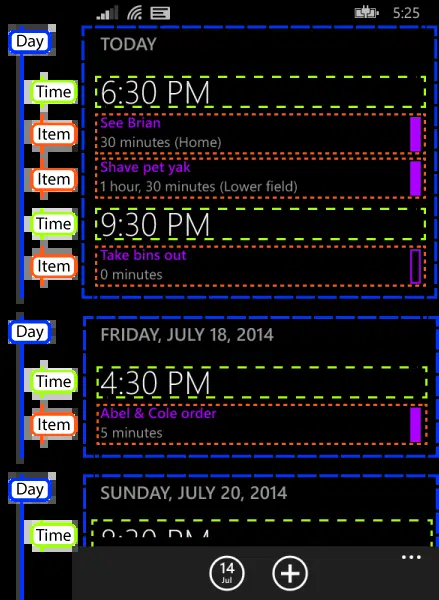 5:25
Day
TODAY
Time
6:30 PM
Item
See Brian
30 minutes (Home)
Item
Shave pet yak
1 hour, 30 minutes (Lower field)
Time
9:30 PM
Item
Take bins out
0 minutes
Day
FRIDAY, JULY 18, 2014
Time
4:30 PM
Item
Abel & Cole order
5 minutes
Day
SUNDAY, JULY 20, 2014
Time
14
Jul